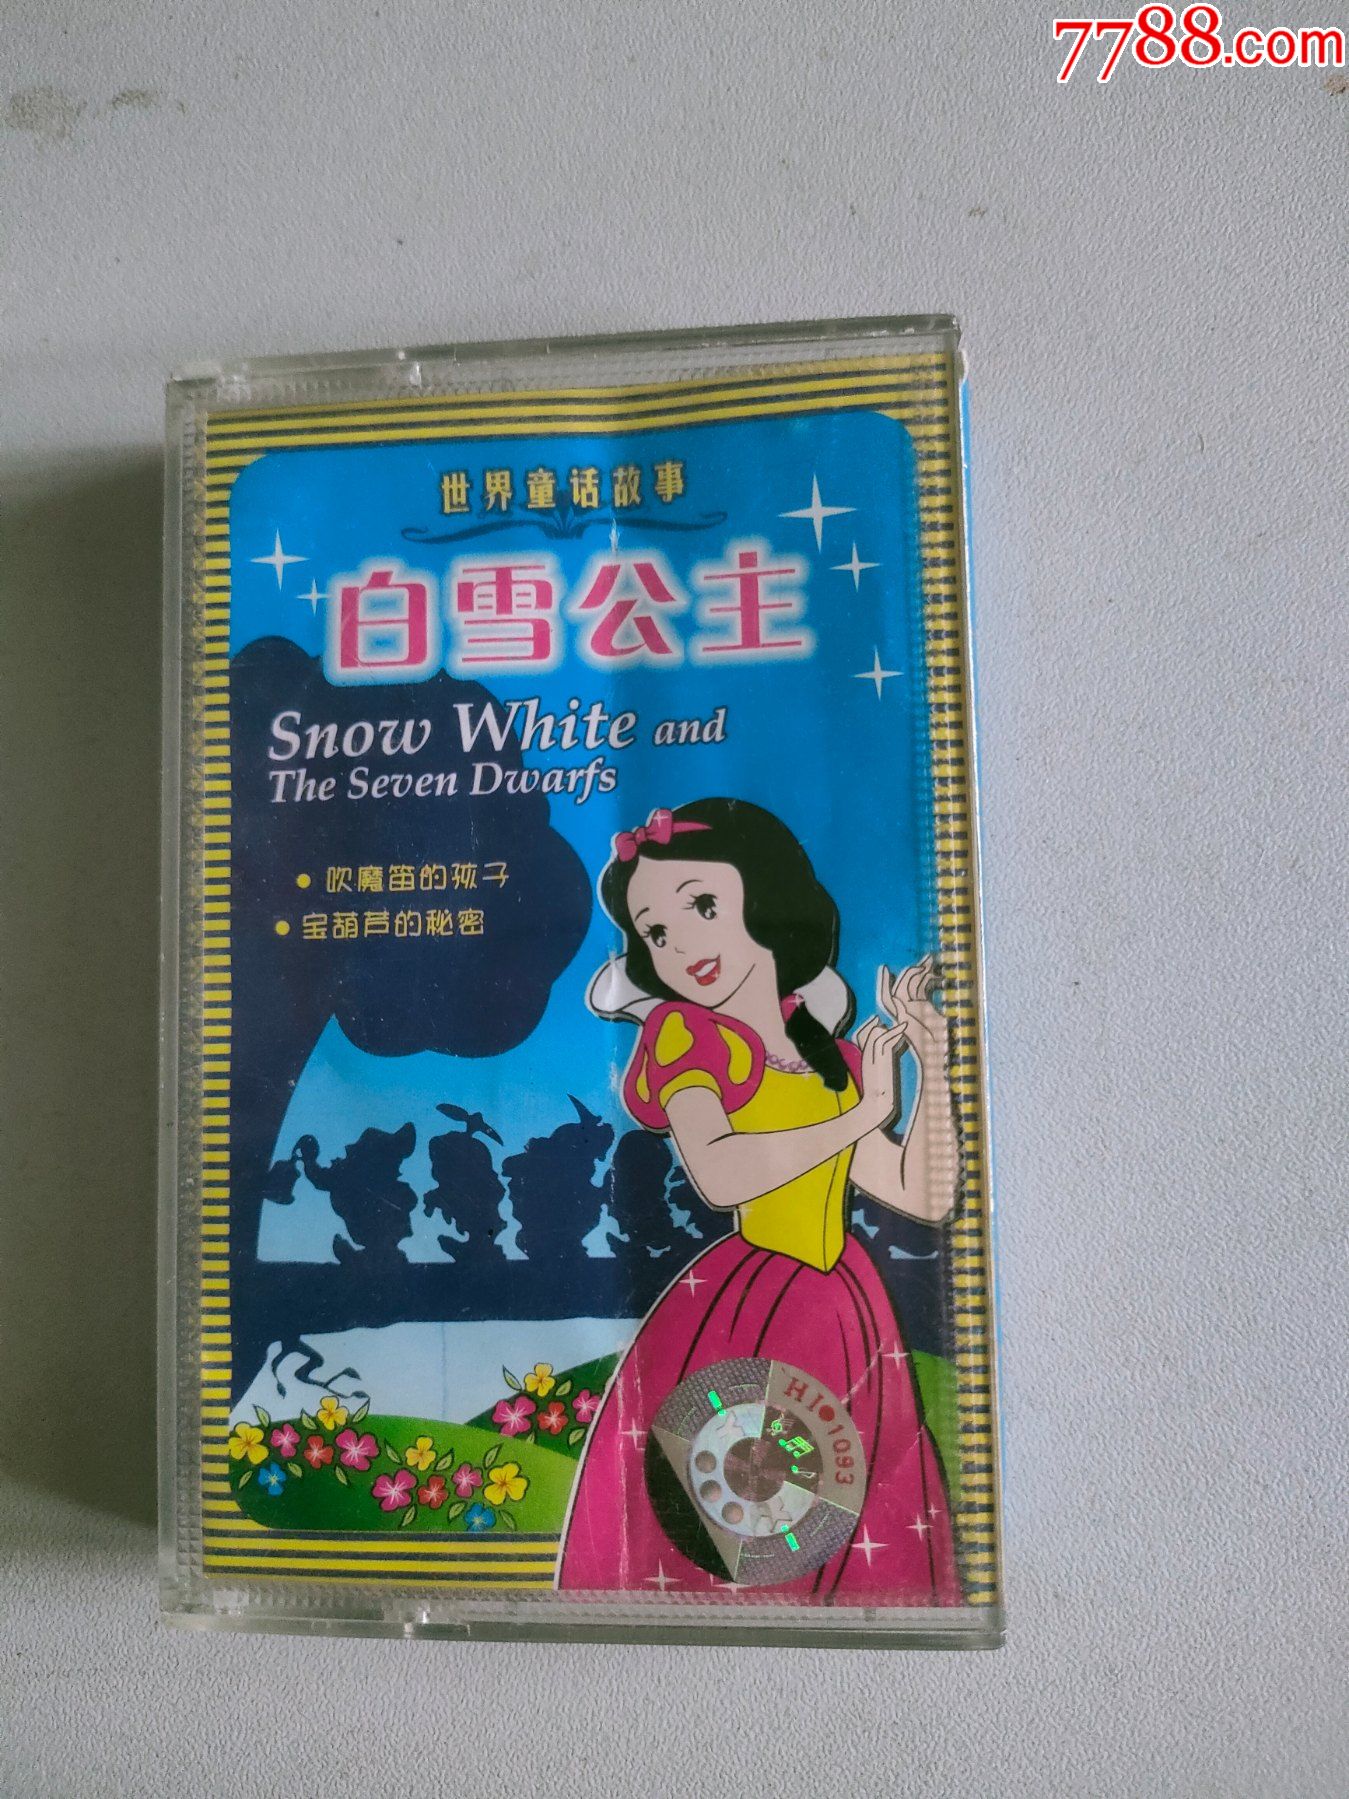 7788.com
世界童话故事
白雪公主
Snow White and
The Seven Dwarfs
• 吹魔笛的孩子
• 宝葫芦的秘密
HI●1093